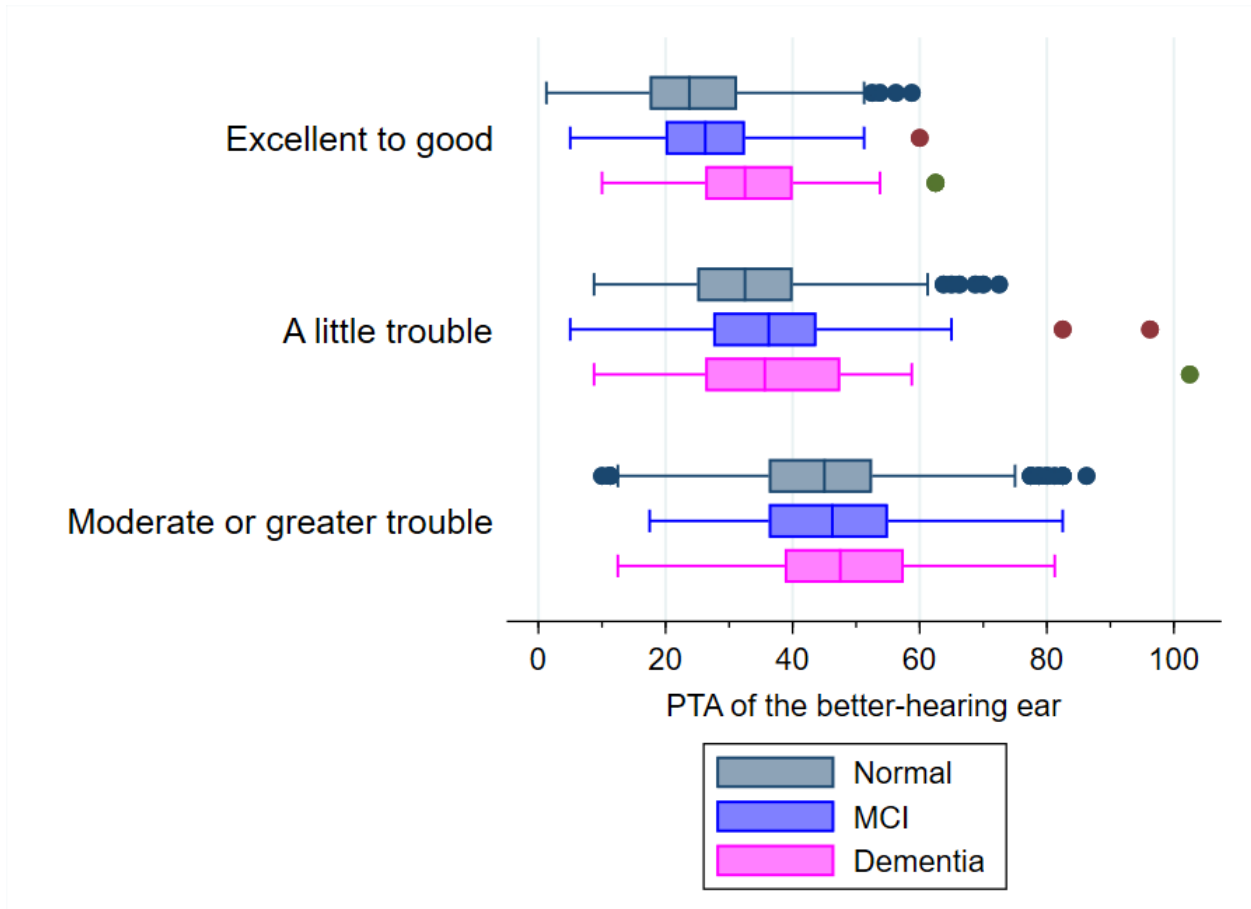 Excellent to good
A little trouble
Moderate or greater trouble
0 20 40 60 80 100
PTA of the better-hearing ear
Normal
MCI
Dementia